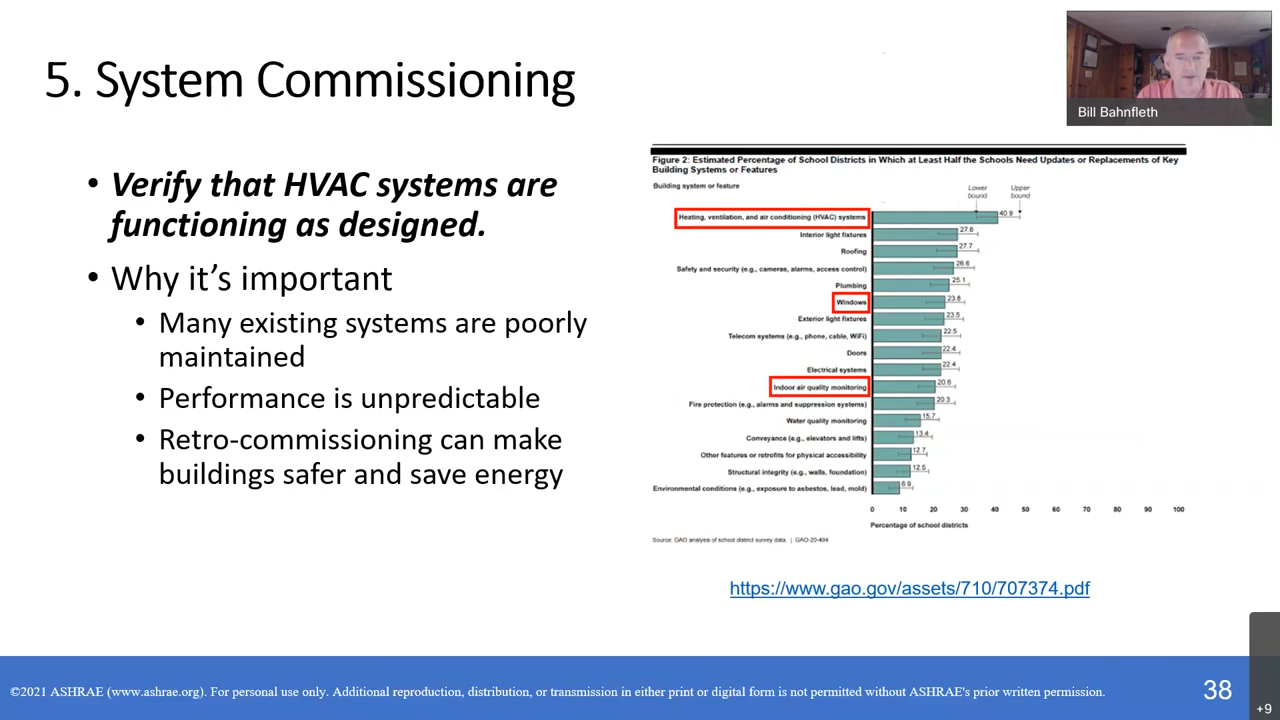 5. System Commissioning
Bill Bahnfleth
• Verify that HVAC systems are
functioning as designed.
• Why it’s important
• Many existing systems are poorly
maintained
• Performance is unpredictable
• Retro-commissioning can make
buildings safer and save energy
Figure 2: Estimated Percentage of School Districts in Which at Least Half the Schools Need Updates or Replacements of Key
Building Systems or Features
Building system or feature
Lower Upper
bound bound
Heating, ventilation, and air conditioning (HVAC) systems 40.9
Interior light fixtures 27.8
Roofing 27.7
Safety and security (e.g., cameras, alarms, access control) 26.6
Plumbing 25.1
Windows 23.8
Exterior light fixtures 23.5
Telecom systems (e.g., phone, cable, WiFi) 22.5
Doors 22.4
Electrical systems 22.4
Indoor air quality monitoring 20.6
Fire protection (e.g., alarms and suppression systems) 20.3
Water quality monitoring 15.7
Conveyance (e.g., elevators and lifts) 13.4
Other features or retrofits for physical accessibility 12.7
Structural integrity (e.g., walls, foundation) 12.5
Environmental conditions (e.g., exposure to asbestos, lead, mold) 8.9
0 10 20 30 40 50 60 70 80 90 100
Percentage of school districts
Source: GAO analysis of school district survey data. | GAO-20-494
https://www.gao.gov/assets/710/707374.pdf
©2021 ASHRAE (www.ashrae.org). For personal use only. Additional reproduction, distribution, or transmission in either print or digital form is not permitted without ASHRAE's prior written permission.
38
+9